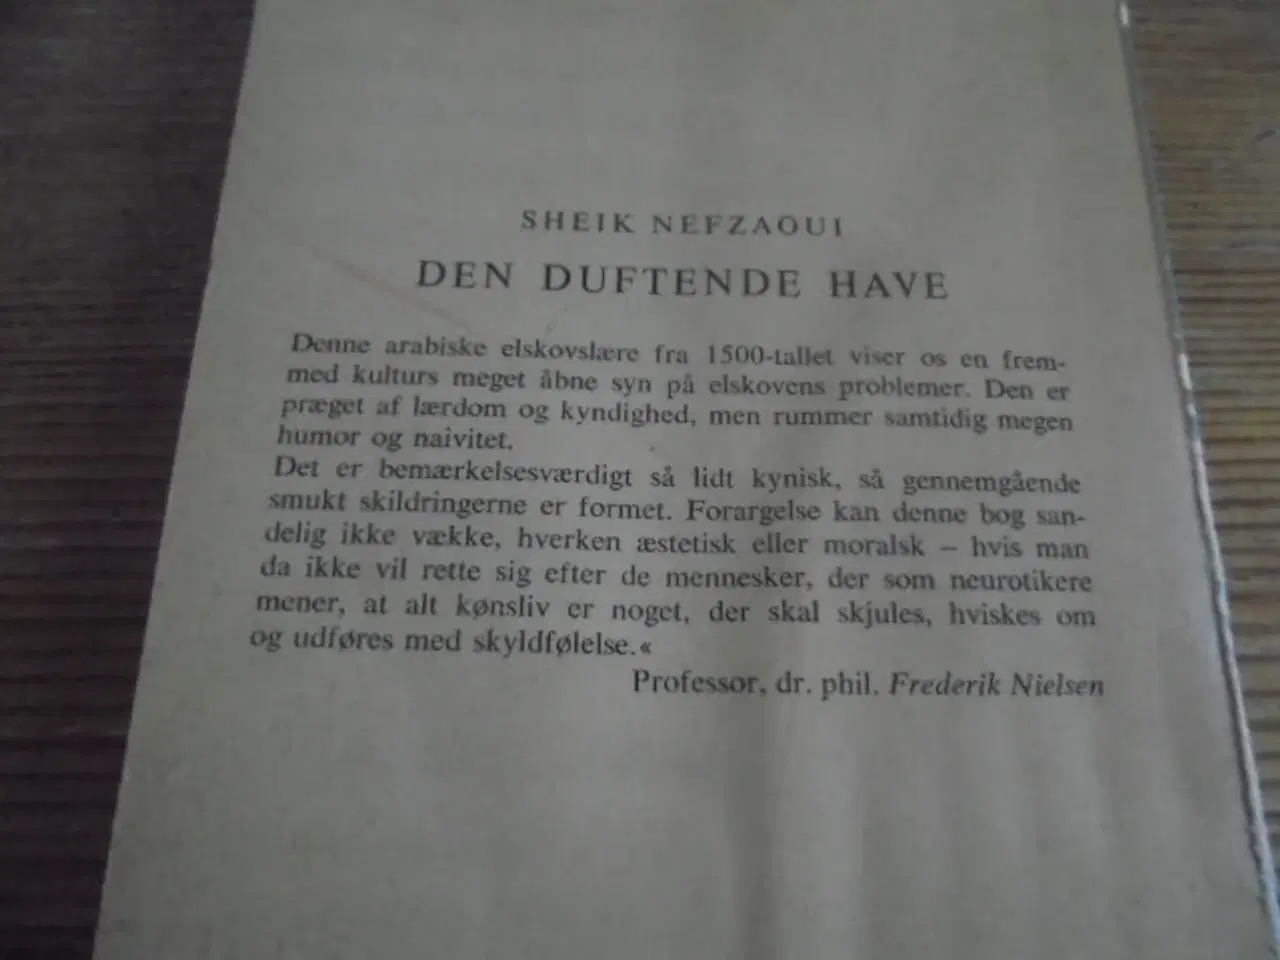 SHEIK NEFZAOUI
DEN DUFTENDE HAVE
Denne arabiske elskovslære fra 1500-tallet viser os en frem-
med kulturs meget åbne syn på elskovens problemer. Den er
præget af lærdom og kyndighed, men rummer samtidig megen
humor og naivitet.
Det er bemærkelsesværdigt så lidt kynisk, så gennemgående
smukt skildringerne er formet. Forargelse kan denne bog san-
delig ikke vække, hverken æstetisk eller moralsk – hvis man
da ikke vil rette sig efter de mennesker, der som neurotikere
mener, at alt kønsliv er noget, der skal skjules, hviskes om
og udføres med skyldfølelse.«
Professor, dr. phil. Frederik Nielsen